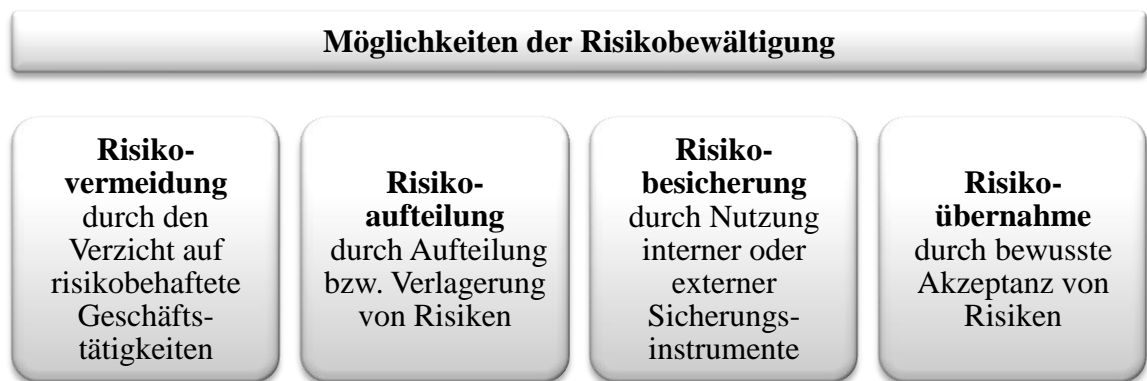 Möglichkeiten der Risikobewältigung
Risiko-
vermeidung
durch den
Verzicht auf
risikobehaftete
Geschäfts-
tätigkeiten
Risiko-
aufteilung
durch Aufteilung
bzw. Verlagerung
von Risiken
Risiko-
besicherung
durch Nutzung
interner oder
externer
Sicherungs-
instrumente
Risiko-
übernahme
durch bewusste
Akzeptanz von
Risiken